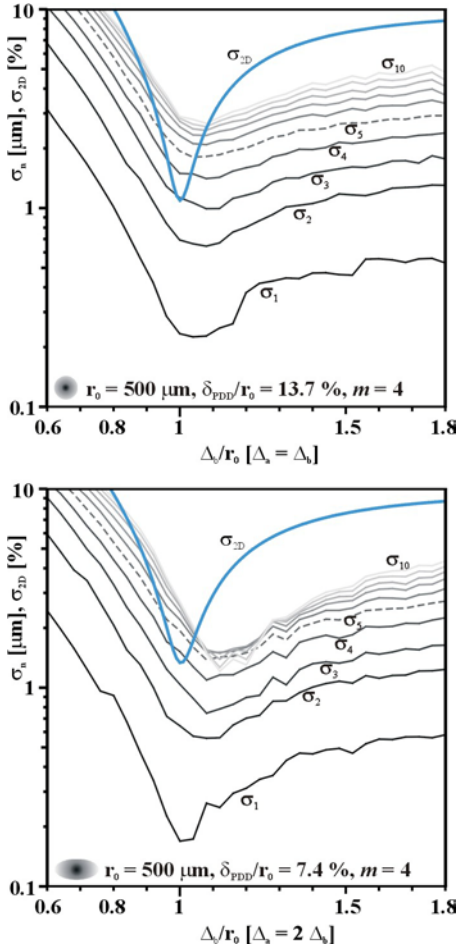 10
σ₂D
σ₁₀
σₙ [μm], σ₂D [%]
σ₅
σ₄
σ₃
1
σ₂
σ₁
r₀ = 500 μm, δPDD/r₀ = 13.7 %, m = 4
0.1
0.6 0.8 1 1.5 1.8
Δb/r₀ [Δa = Δb]
10
σ₂D
σ₁₀
σₙ [μm], σ₂D [%]
σ₅
σ₄
σ₃
1
σ₂
σ₁
r₀ = 500 μm, δPDD/r₀ = 7.4 %, m = 4
0.1
0.6 0.8 1 1.5 1.8
Δb/r₀ [Δa = 2 Δb]